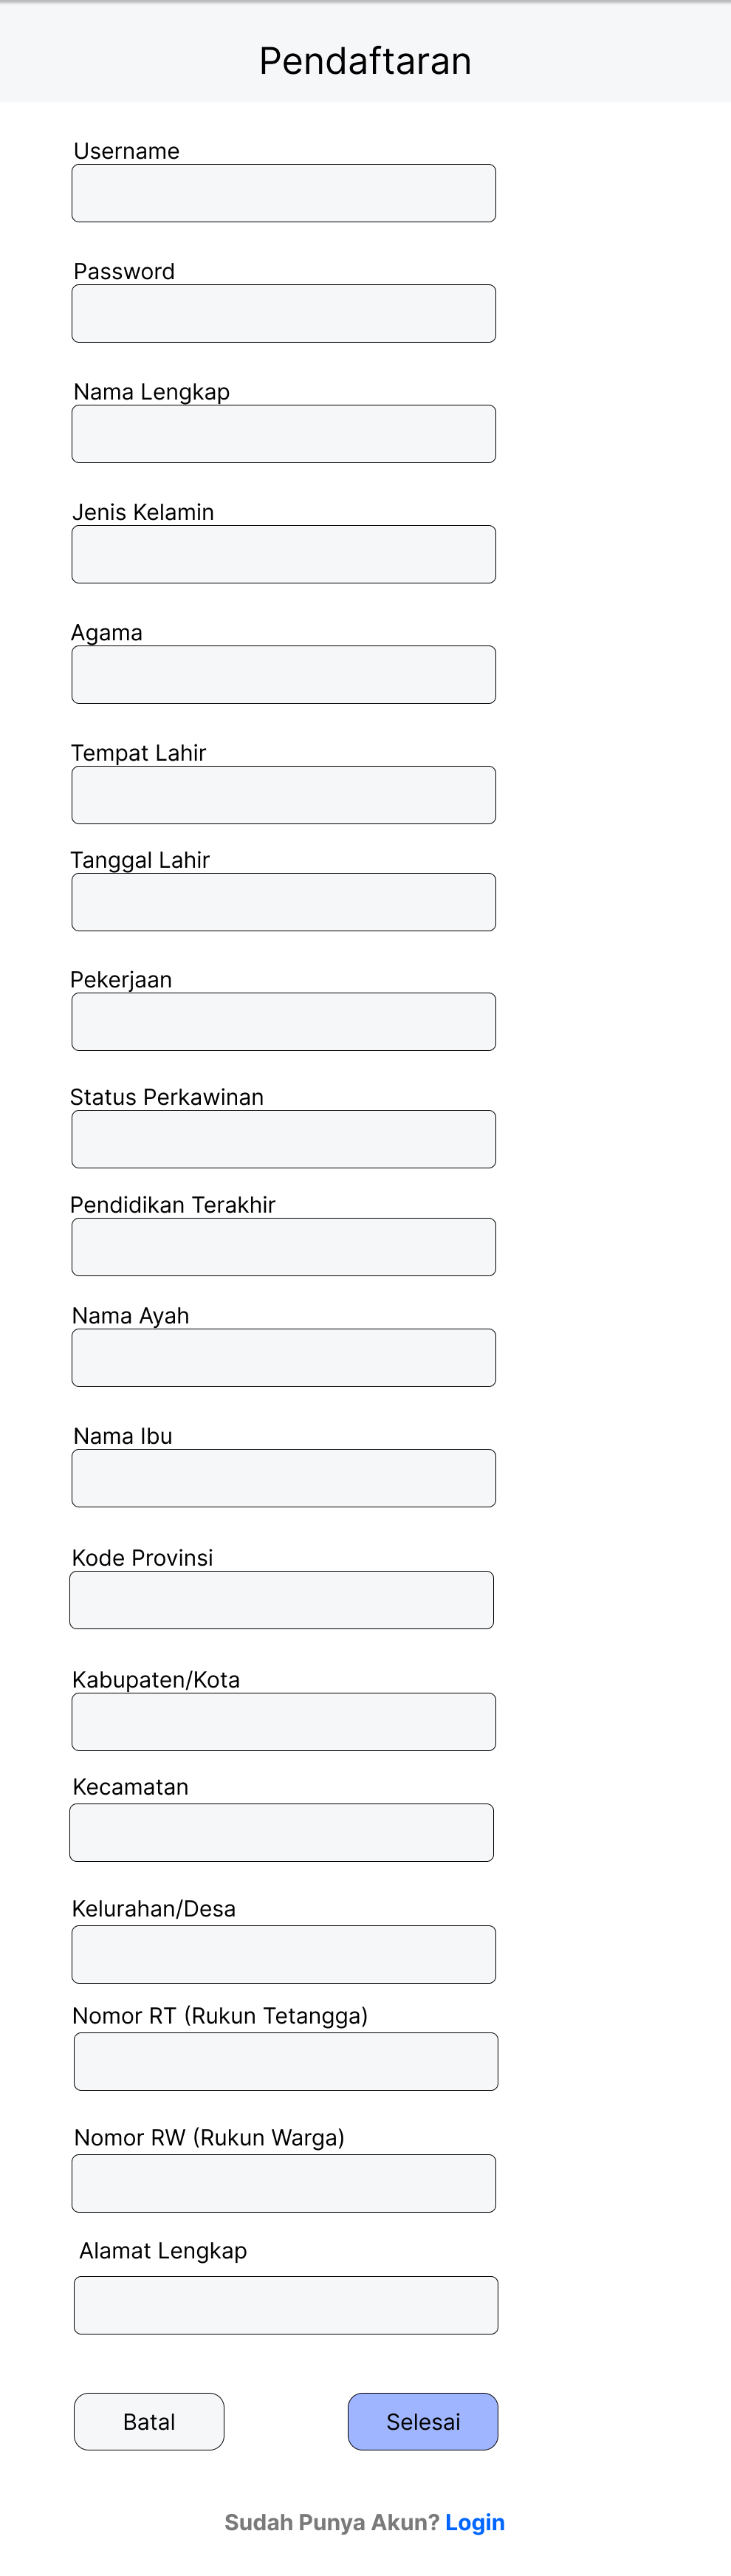 Pendaftaran
Username
Password
Nama Lengkap
Jenis Kelamin
Agama
Tempat Lahir
Tanggal Lahir
Pekerjaan
Status Perkawinan
Pendidikan Terakhir
Nama Ayah
Nama Ibu
Kode Provinsi
Kabupaten/Kota
Kecamatan
Kelurahan/Desa
Nomor RT (Rukun Tetangga)
Nomor RW (Rukun Warga)
Alamat Lengkap
Batal Selesai
Sudah Punya Akun? Login